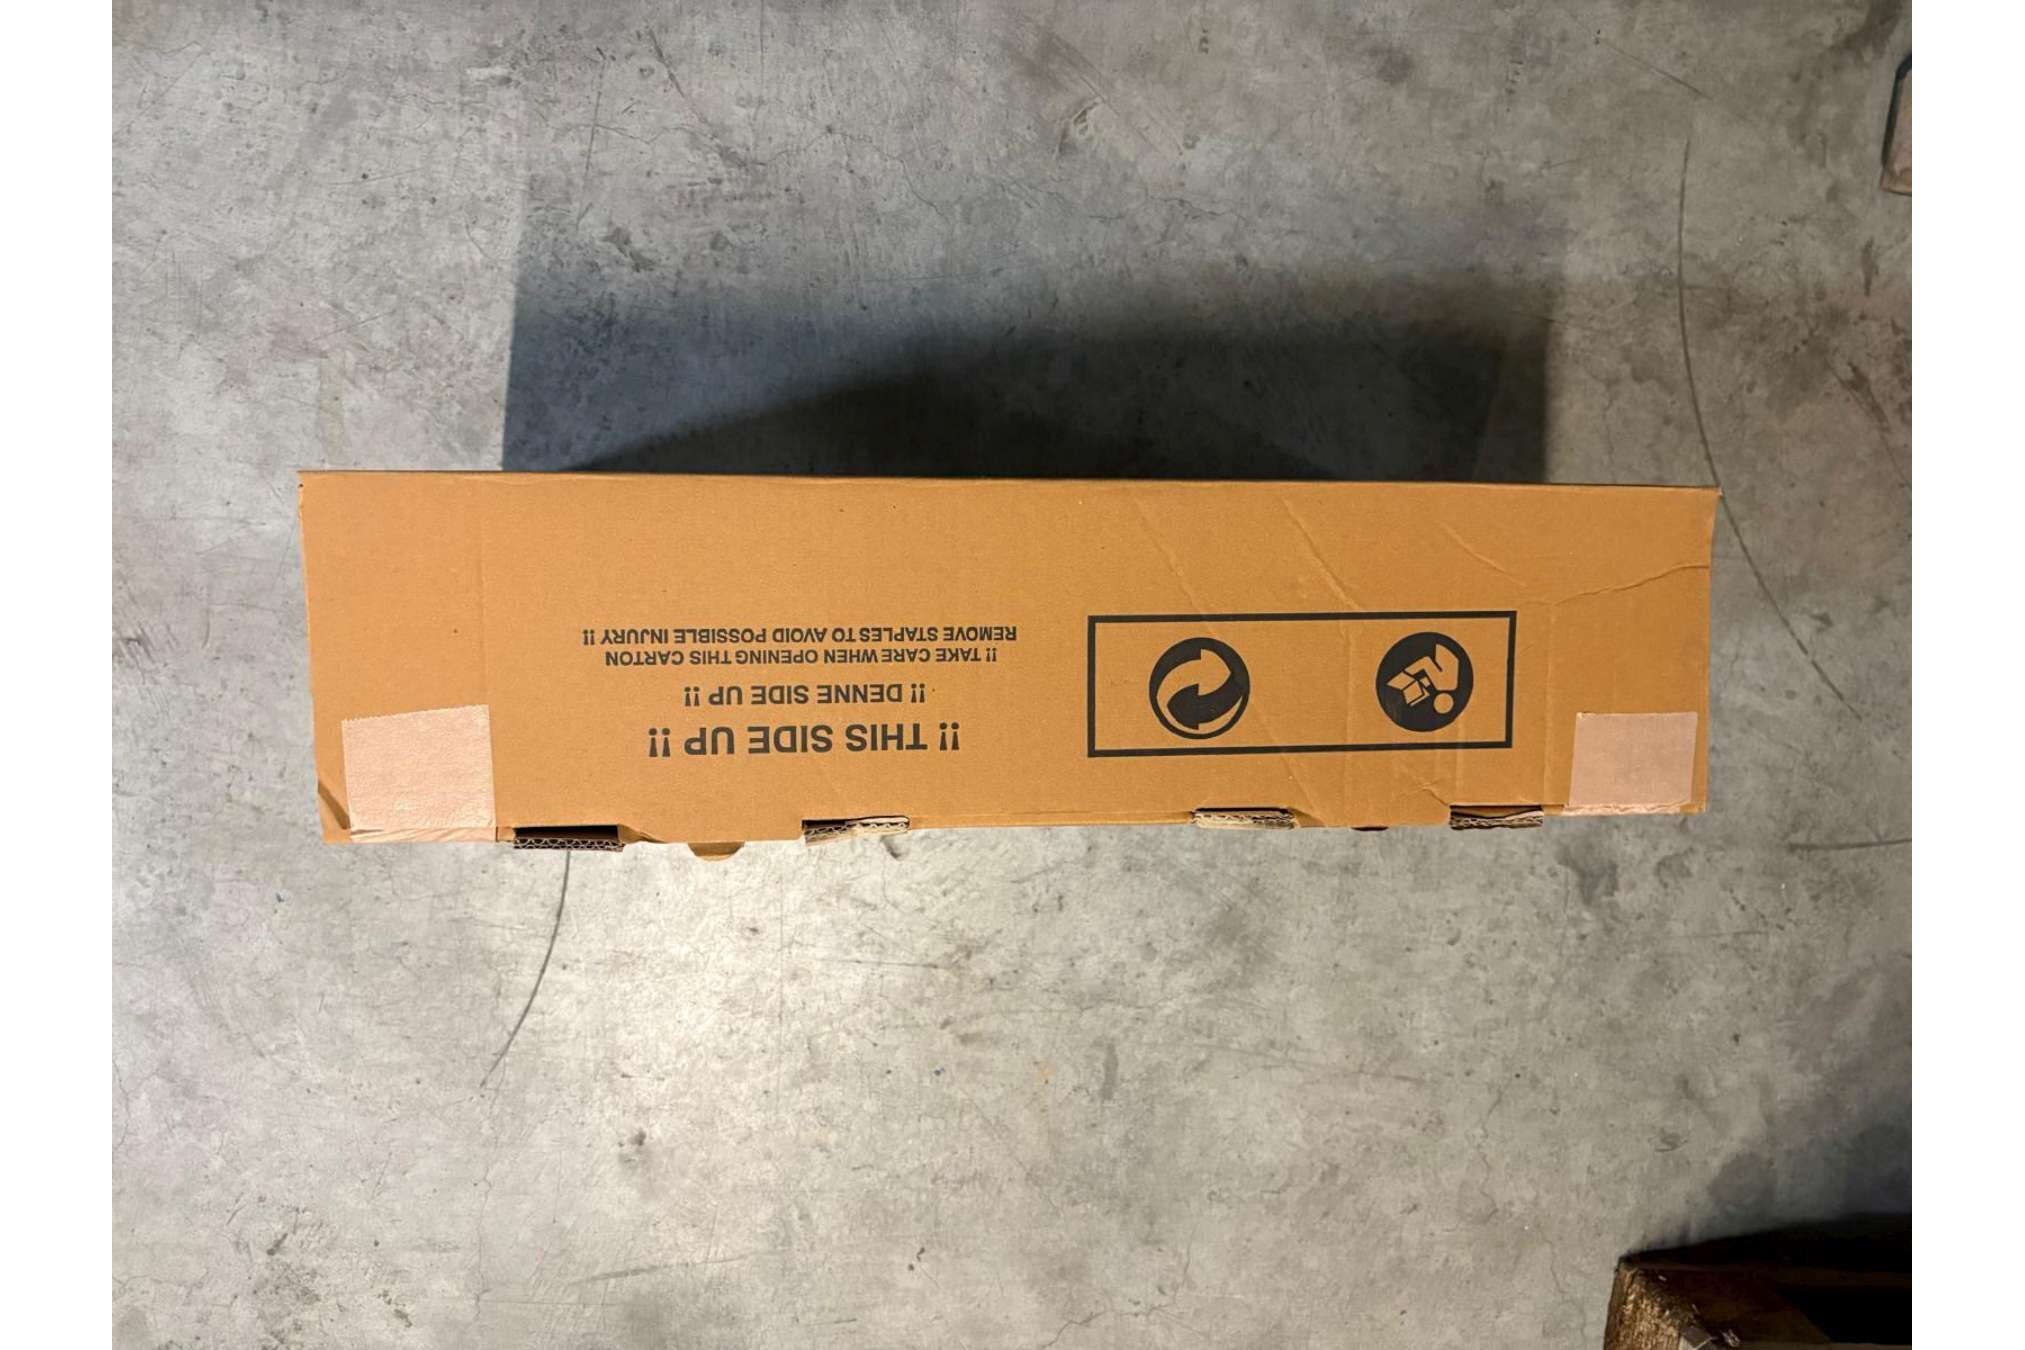 !! THIS SIDE UP !!
!! DENNE SIDE UP !!
!! TAKE CARE WHEN OPENING THIS CARTON
REMOVE STAPLES TO AVOID POSSIBLE INJURY !!